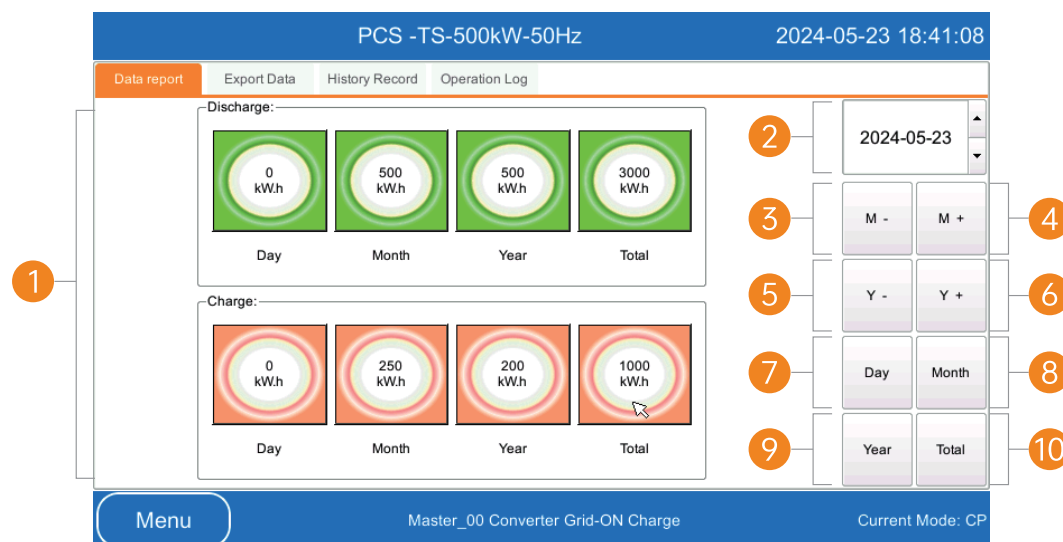 PCS -TS-500kW-50Hz
2024-05-23 18:41:08
Data report
Export Data
History Record
Operation Log
Discharge:
0
kW.h
500
kW.h
500
kW.h
3000
kW.h
Day
Month
Year
Total
Charge:
0
kW.h
250
kW.h
200
kW.h
1000
kW.h
Day
Month
Year
Total
1
2
2024-05-23
3
M -
M +
4
5
Y -
Y +
6
7
Day
Month
8
9
Year
Total
10
Menu
Master_00 Converter Grid-ON Charge
Current Mode: CP